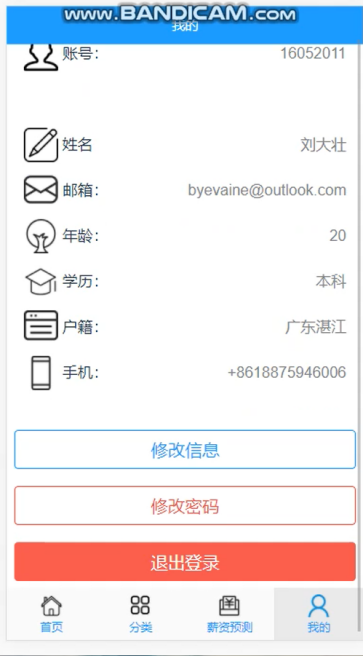 www.BANDICAM.com
我的
账号： 16052011
姓名 刘大壮
邮箱： byevaine@outlook.com
年龄： 20
学历： 本科
户籍： 广东湛江
手机： +8618875946006
修改信息
修改密码
退出登录
首页 分类 薪资预测 我的